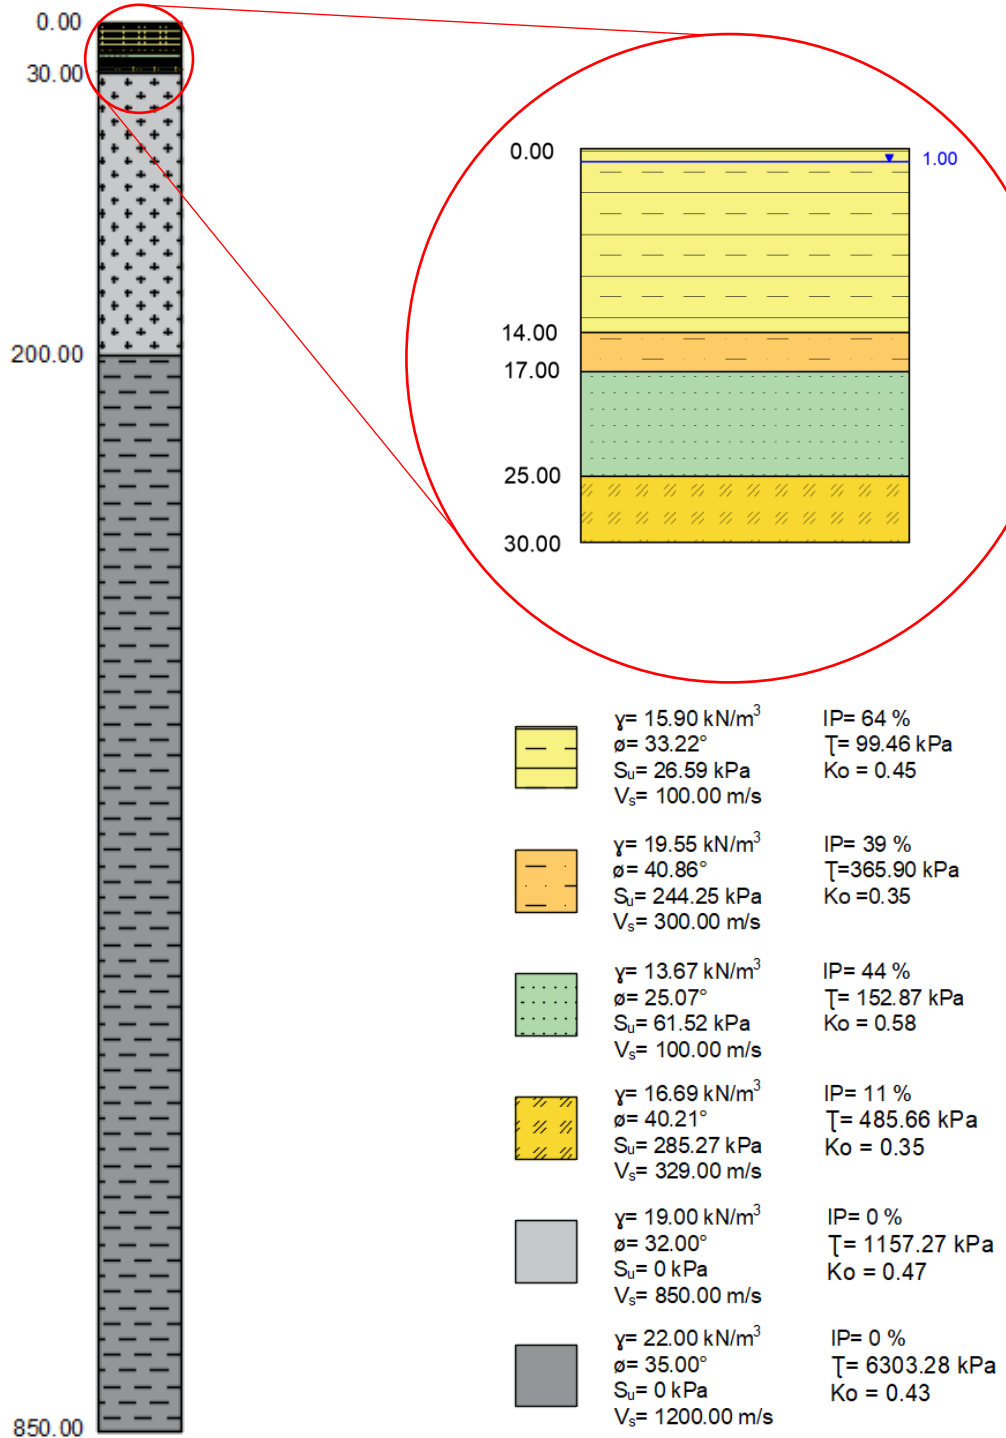 0.00
30.00
200.00
850.00
0.00
1.00
14.00
17.00
25.00
30.00
γ= 15.90 kN/m³ IP= 64 %
ø= 33.22° Ʈ= 99.46 kPa
Sᵤ= 26.59 kPa Ko = 0.45
Vₛ= 100.00 m/s
γ= 19.55 kN/m³ IP= 39 %
ø= 40.86° Ʈ=365.90 kPa
Sᵤ= 244.25 kPa Ko =0.35
Vₛ= 300.00 m/s
γ= 13.67 kN/m³ IP= 44 %
ø= 25.07° Ʈ= 152.87 kPa
Sᵤ= 61.52 kPa Ko = 0.58
Vₛ= 100.00 m/s
γ= 16.69 kN/m³ IP= 11 %
ø= 40.21° Ʈ= 485.66 kPa
Sᵤ= 285.27 kPa Ko = 0.35
Vₛ= 329.00 m/s
γ= 19.00 kN/m³ IP= 0 %
ø= 32.00° Ʈ= 1157.27 kPa
Sᵤ= 0 kPa Ko = 0.47
Vₛ= 850.00 m/s
γ= 22.00 kN/m³ IP= 0 %
ø= 35.00° Ʈ= 6303.28 kPa
Sᵤ= 0 kPa Ko = 0.43
Vₛ= 1200.00 m/s